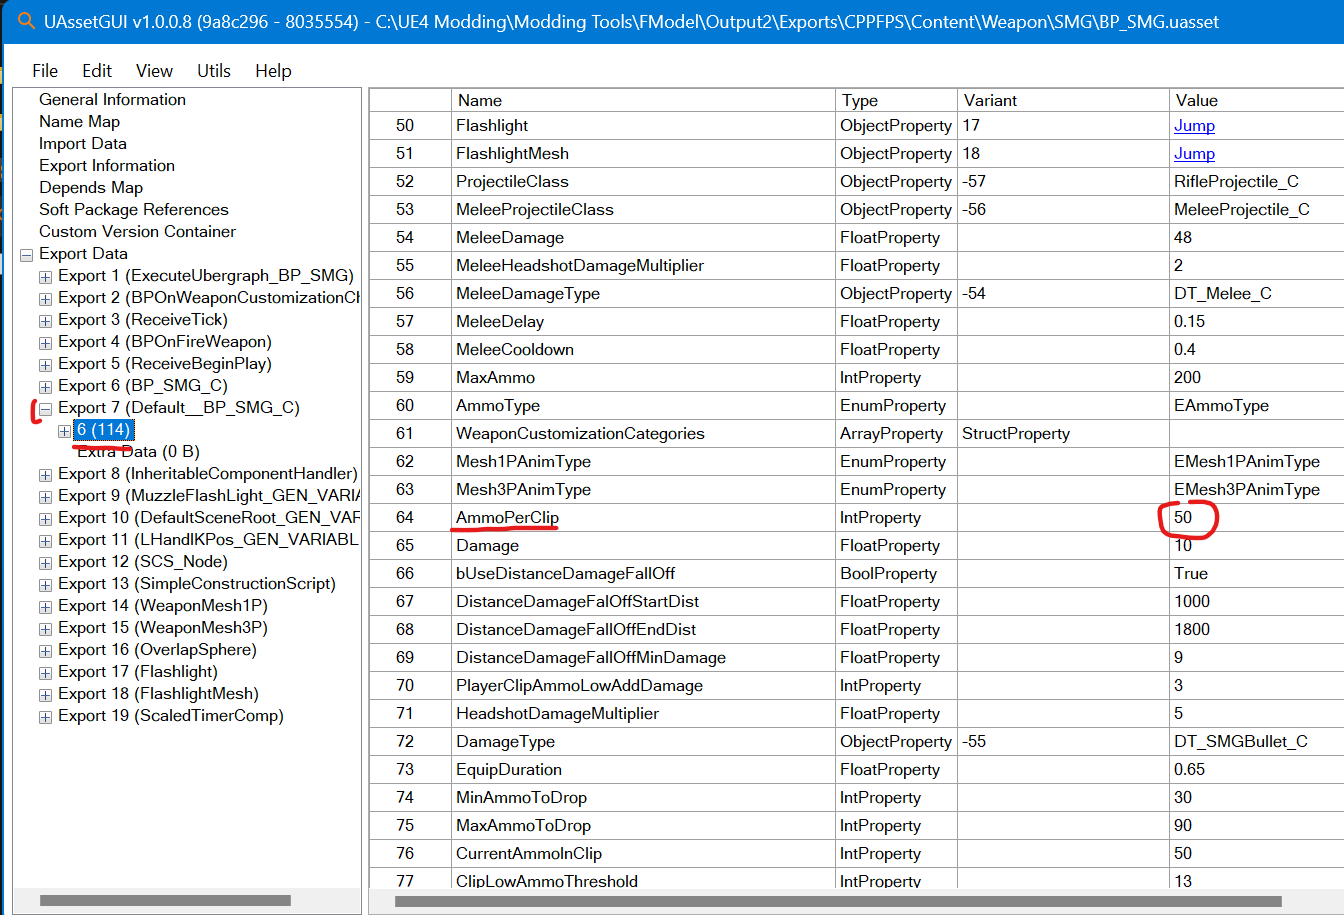 UAssetGUI v1.0.0.8 (9a8c296 - 8035554) - C:\UE4 Modding\Modding Tools\FModel\Output2\Exports\CPPFPS\Content\Weapon\SMG\BP_SMG.uasset
File Edit View Utils Help
General Information
Name Map
Import Data
Export Information
Depends Map
Soft Package References
Custom Version Container
Export Data
Export 1 (ExecuteUbergraph_BP_SMG)
Export 2 (BPOnWeaponCustomizationCh
Export 3 (ReceiveTick)
Export 4 (BPOnFireWeapon)
Export 5 (ReceiveBeginPlay)
Export 6 (BP_SMG_C)
Export 7 (Default__BP_SMG_C)
6 (114)
Extra Data (0 B)
Export 8 (InheritableComponentHandler)
Export 9 (MuzzleFlashLight_GEN_VARIA
Export 10 (DefaultSceneRoot_GEN_VAR
Export 11 (LHandIKPos_GEN_VARIABL
Export 12 (SCS_Node)
Export 13 (SimpleConstructionScript)
Export 14 (WeaponMesh1P)
Export 15 (WeaponMesh3P)
Export 16 (OverlapSphere)
Export 17 (Flashlight)
Export 18 (FlashlightMesh)
Export 19 (ScaledTimerComp)
Name Type Variant Value
50 Flashlight ObjectProperty 17 Jump
51 FlashlightMesh ObjectProperty 18 Jump
52 ProjectileClass ObjectProperty -57 RifleProjectile_C
53 MeleeProjectileClass ObjectProperty -56 MeleeProjectile_C
54 MeleeDamage FloatProperty 48
55 MeleeHeadshotDamageMultiplier FloatProperty 2
56 MeleeDamageType ObjectProperty -54 DT_Melee_C
57 MeleeDelay FloatProperty 0.15
58 MeleeCooldown FloatProperty 0.4
59 MaxAmmo IntProperty 200
60 AmmoType EnumProperty EAmmoType
61 WeaponCustomizationCategories ArrayProperty StructProperty
62 Mesh1PAnimType EnumProperty EMesh1PAnimType
63 Mesh3PAnimType EnumProperty EMesh3PAnimType
64 AmmoPerClip IntProperty 50
65 Damage FloatProperty 10
66 bUseDistanceDamageFallOff BoolProperty True
67 DistanceDamageFalOffStartDist FloatProperty 1000
68 DistanceDamageFallOffEndDist FloatProperty 1800
69 DistanceDamageFallOffMinDamage FloatProperty 9
70 PlayerClipAmmoLowAddDamage IntProperty 3
71 HeadshotDamageMultiplier FloatProperty 5
72 DamageType ObjectProperty -55 DT_SMGBullet_C
73 EquipDuration FloatProperty 0.65
74 MinAmmoToDrop IntProperty 30
75 MaxAmmoToDrop IntProperty 90
76 CurrentAmmoInClip IntProperty 50
77 ClipLowAmmoThreshold IntProperty 13